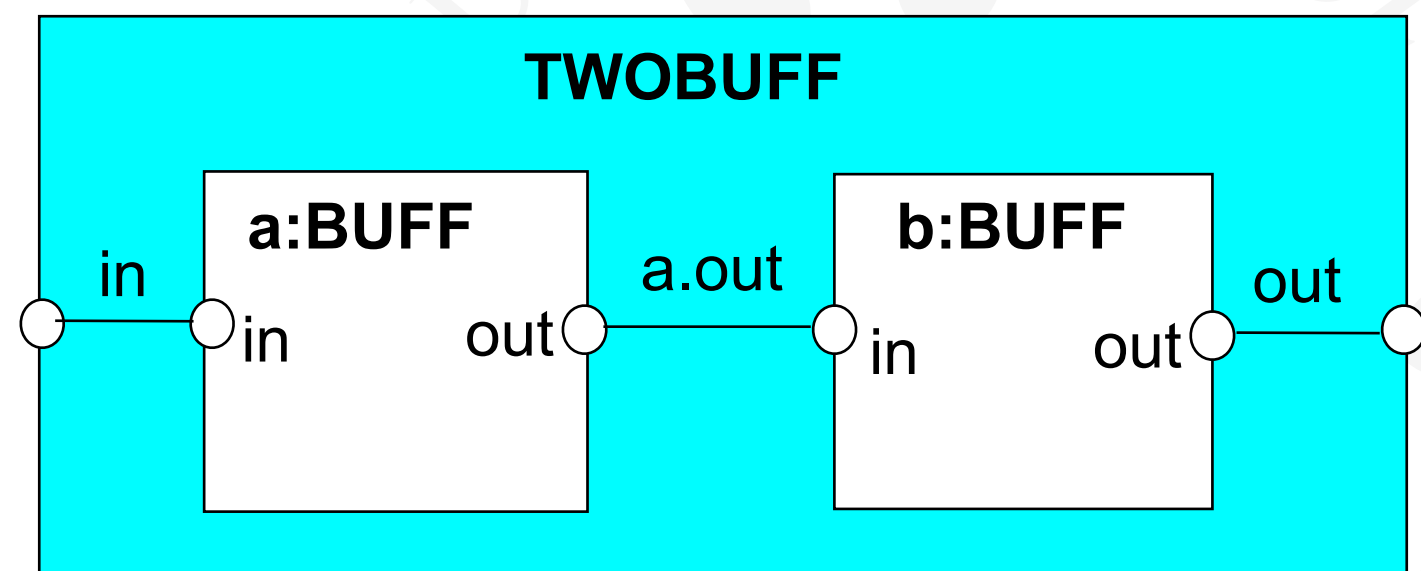 TWOBUFF
a:BUFF
b:BUFF
in
a.out
out
in
out
in
out